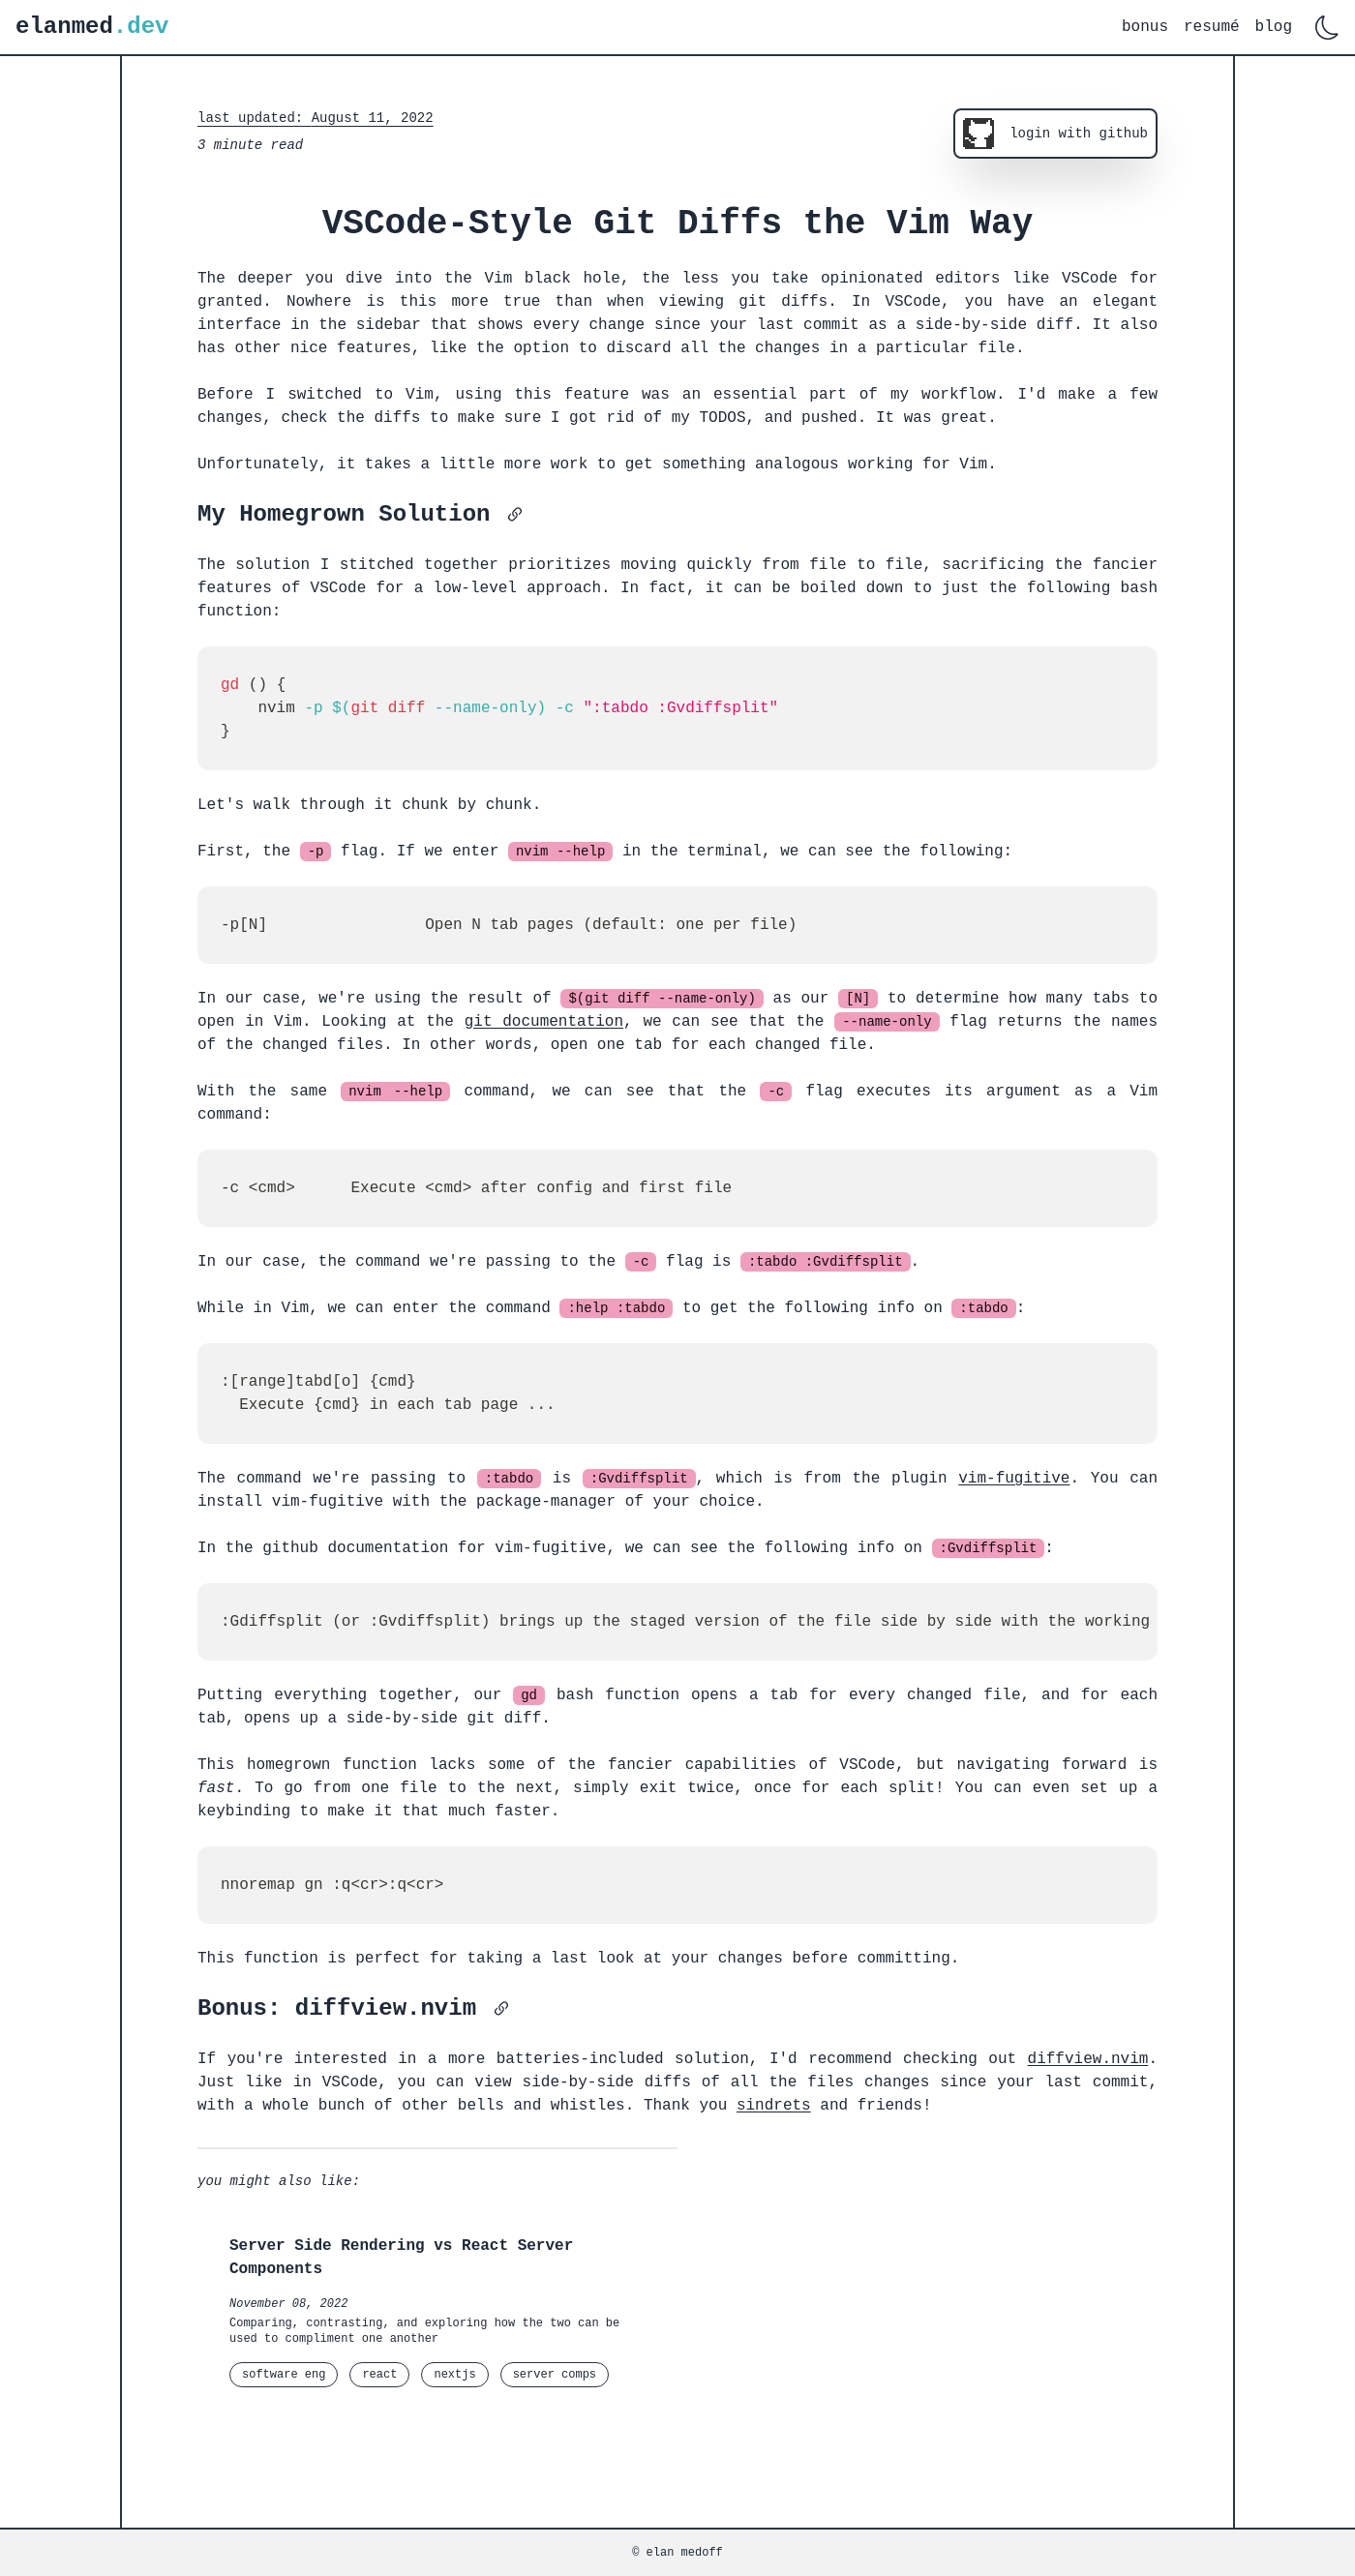 elanmed.dev
bonus resumé blog
last updated: August 11, 2022
3 minute read
login with github
VSCode-Style Git Diffs the Vim Way
The deeper you dive into the Vim black hole, the less you take opinionated editors like VSCode for
granted. Nowhere is this more true than when viewing git diffs. In VSCode, you have an elegant
interface in the sidebar that shows every change since your last commit as a side-by-side diff. It also
has other nice features, like the option to discard all the changes in a particular file.
Before I switched to Vim, using this feature was an essential part of my workflow. I'd make a few
changes, check the diffs to make sure I got rid of my TODOS, and pushed. It was great.
Unfortunately, it takes a little more work to get something analogous working for Vim.
My Homegrown Solution
The solution I stitched together prioritizes moving quickly from file to file, sacrificing the fancier
features of VSCode for a low-level approach. In fact, it can be boiled down to just the following bash
function:
gd () {
    nvim -p $(git diff --name-only) -c ":tabdo :Gvdiffsplit"
}
Let's walk through it chunk by chunk.
First, the -p flag. If we enter nvim --help in the terminal, we can see the following:
-p[N]                 Open N tab pages (default: one per file)
In our case, we're using the result of $(git diff --name-only) as our [N] to determine how many tabs to
open in Vim. Looking at the git documentation, we can see that the --name-only flag returns the names
of the changed files. In other words, open one tab for each changed file.
With the same nvim --help command, we can see that the -c flag executes its argument as a Vim
command:
-c <cmd>      Execute <cmd> after config and first file
In our case, the command we're passing to the -c flag is :tabdo :Gvdiffsplit.
While in Vim, we can enter the command :help :tabdo to get the following info on :tabdo:
:[range]tabd[o] {cmd}
  Execute {cmd} in each tab page ...
The command we're passing to :tabdo is :Gvdiffsplit, which is from the plugin vim-fugitive. You can
install vim-fugitive with the package-manager of your choice.
In the github documentation for vim-fugitive, we can see the following info on :Gvdiffsplit:
:Gdiffsplit (or :Gvdiffsplit) brings up the staged version of the file side by side with the working
Putting everything together, our gd bash function opens a tab for every changed file, and for each
tab, opens up a side-by-side git diff.
This homegrown function lacks some of the fancier capabilities of VSCode, but navigating forward is
fast. To go from one file to the next, simply exit twice, once for each split! You can even set up a
keybinding to make it that much faster.
nnoremap gn :q<cr>:q<cr>
This function is perfect for taking a last look at your changes before committing.
Bonus: diffview.nvim
If you're interested in a more batteries-included solution, I'd recommend checking out diffview.nvim.
Just like in VSCode, you can view side-by-side diffs of all the files changes since your last commit,
with a whole bunch of other bells and whistles. Thank you sindrets and friends!
you might also like:
Server Side Rendering vs React Server
Components
November 08, 2022
Comparing, contrasting, and exploring how the two can be
used to compliment one another
software eng react nextjs server comps
© elan medoff